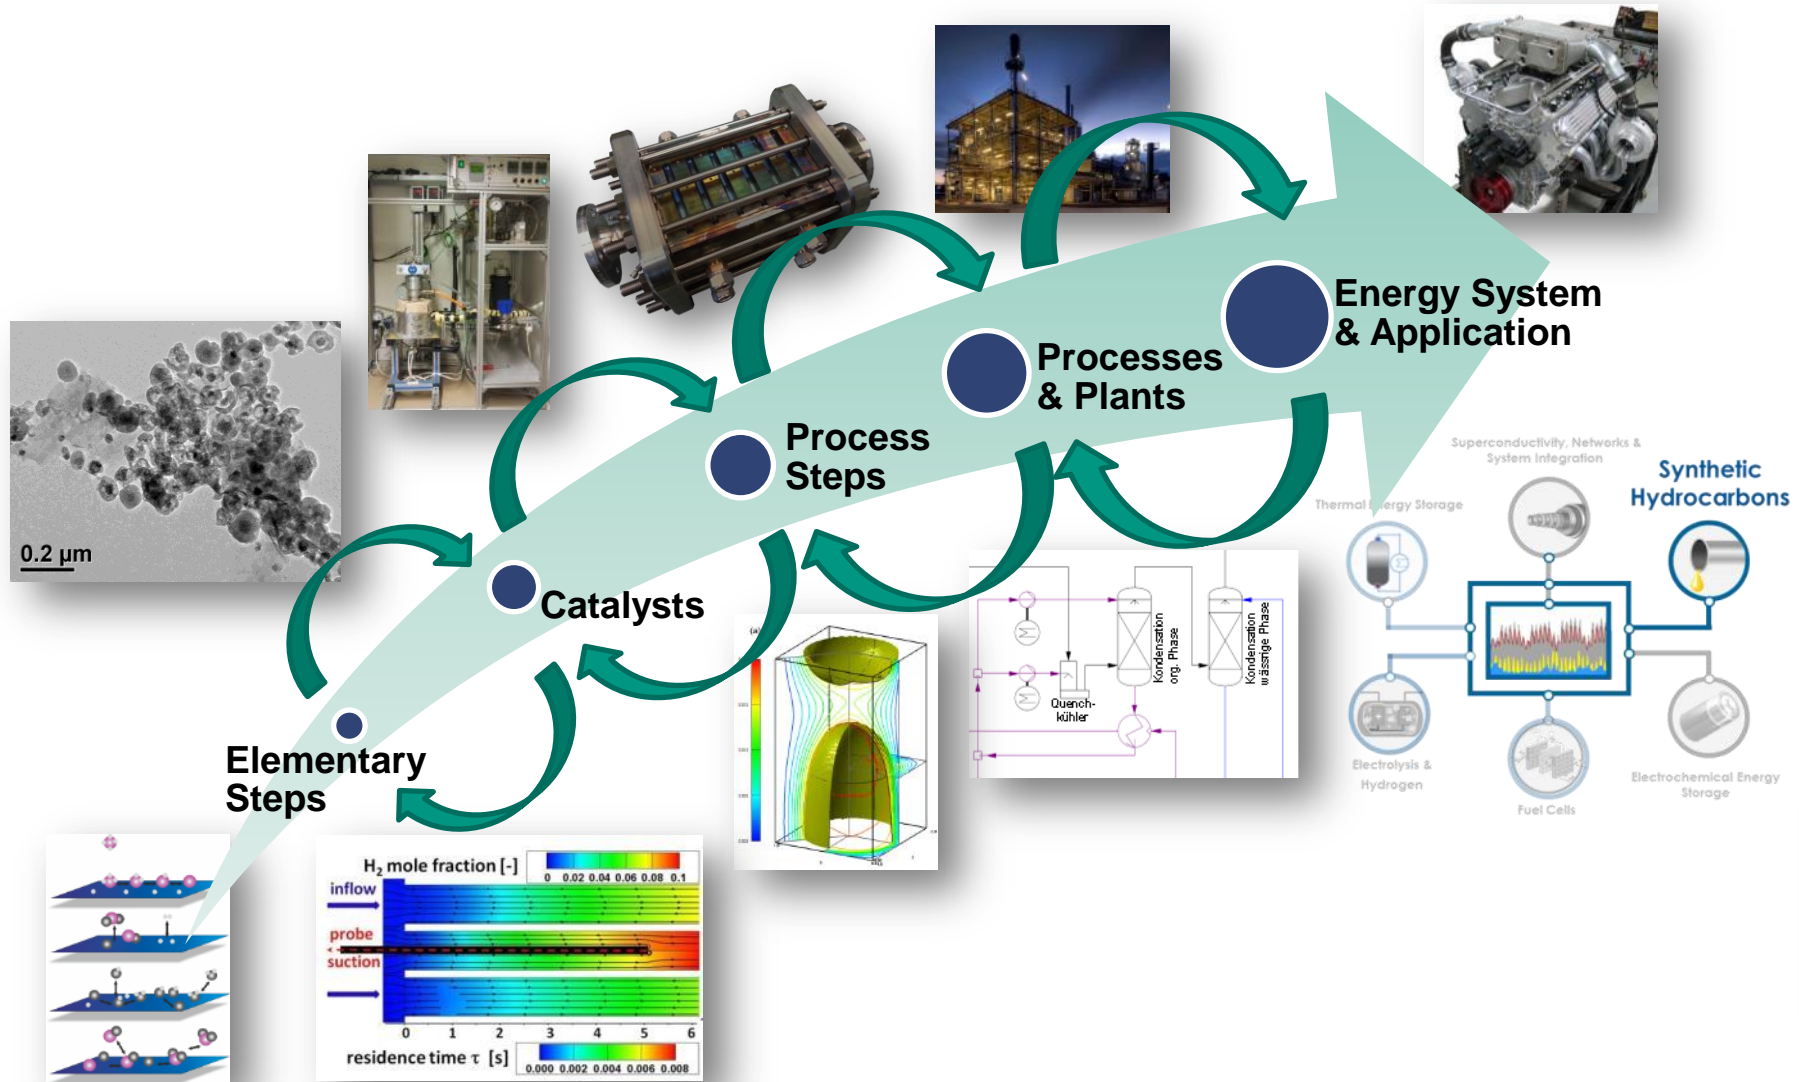 Energy System
& Application
Processes
& Plants
Process
Steps
Catalysts
Elementary
Steps
0.2 µm
Superconductivity, Networks &
System Integration
Synthetic
Hydrocarbons
Thermal Energy Storage
Electrolysis &
Hydrogen
Fuel Cells
Electrochemical Energy
Storage
Kondensation
org. Phase
Kondensation
wässrige Phase
Quench-
kühler
M
M
(a)
H₂ mole fraction [-]
0 0.02 0.04 0.06 0.08 0.1
inflow
probe
suction
0 1 2 3 4 5 6
residence time τ [s]
0.000 0.002 0.004 0.006 0.008